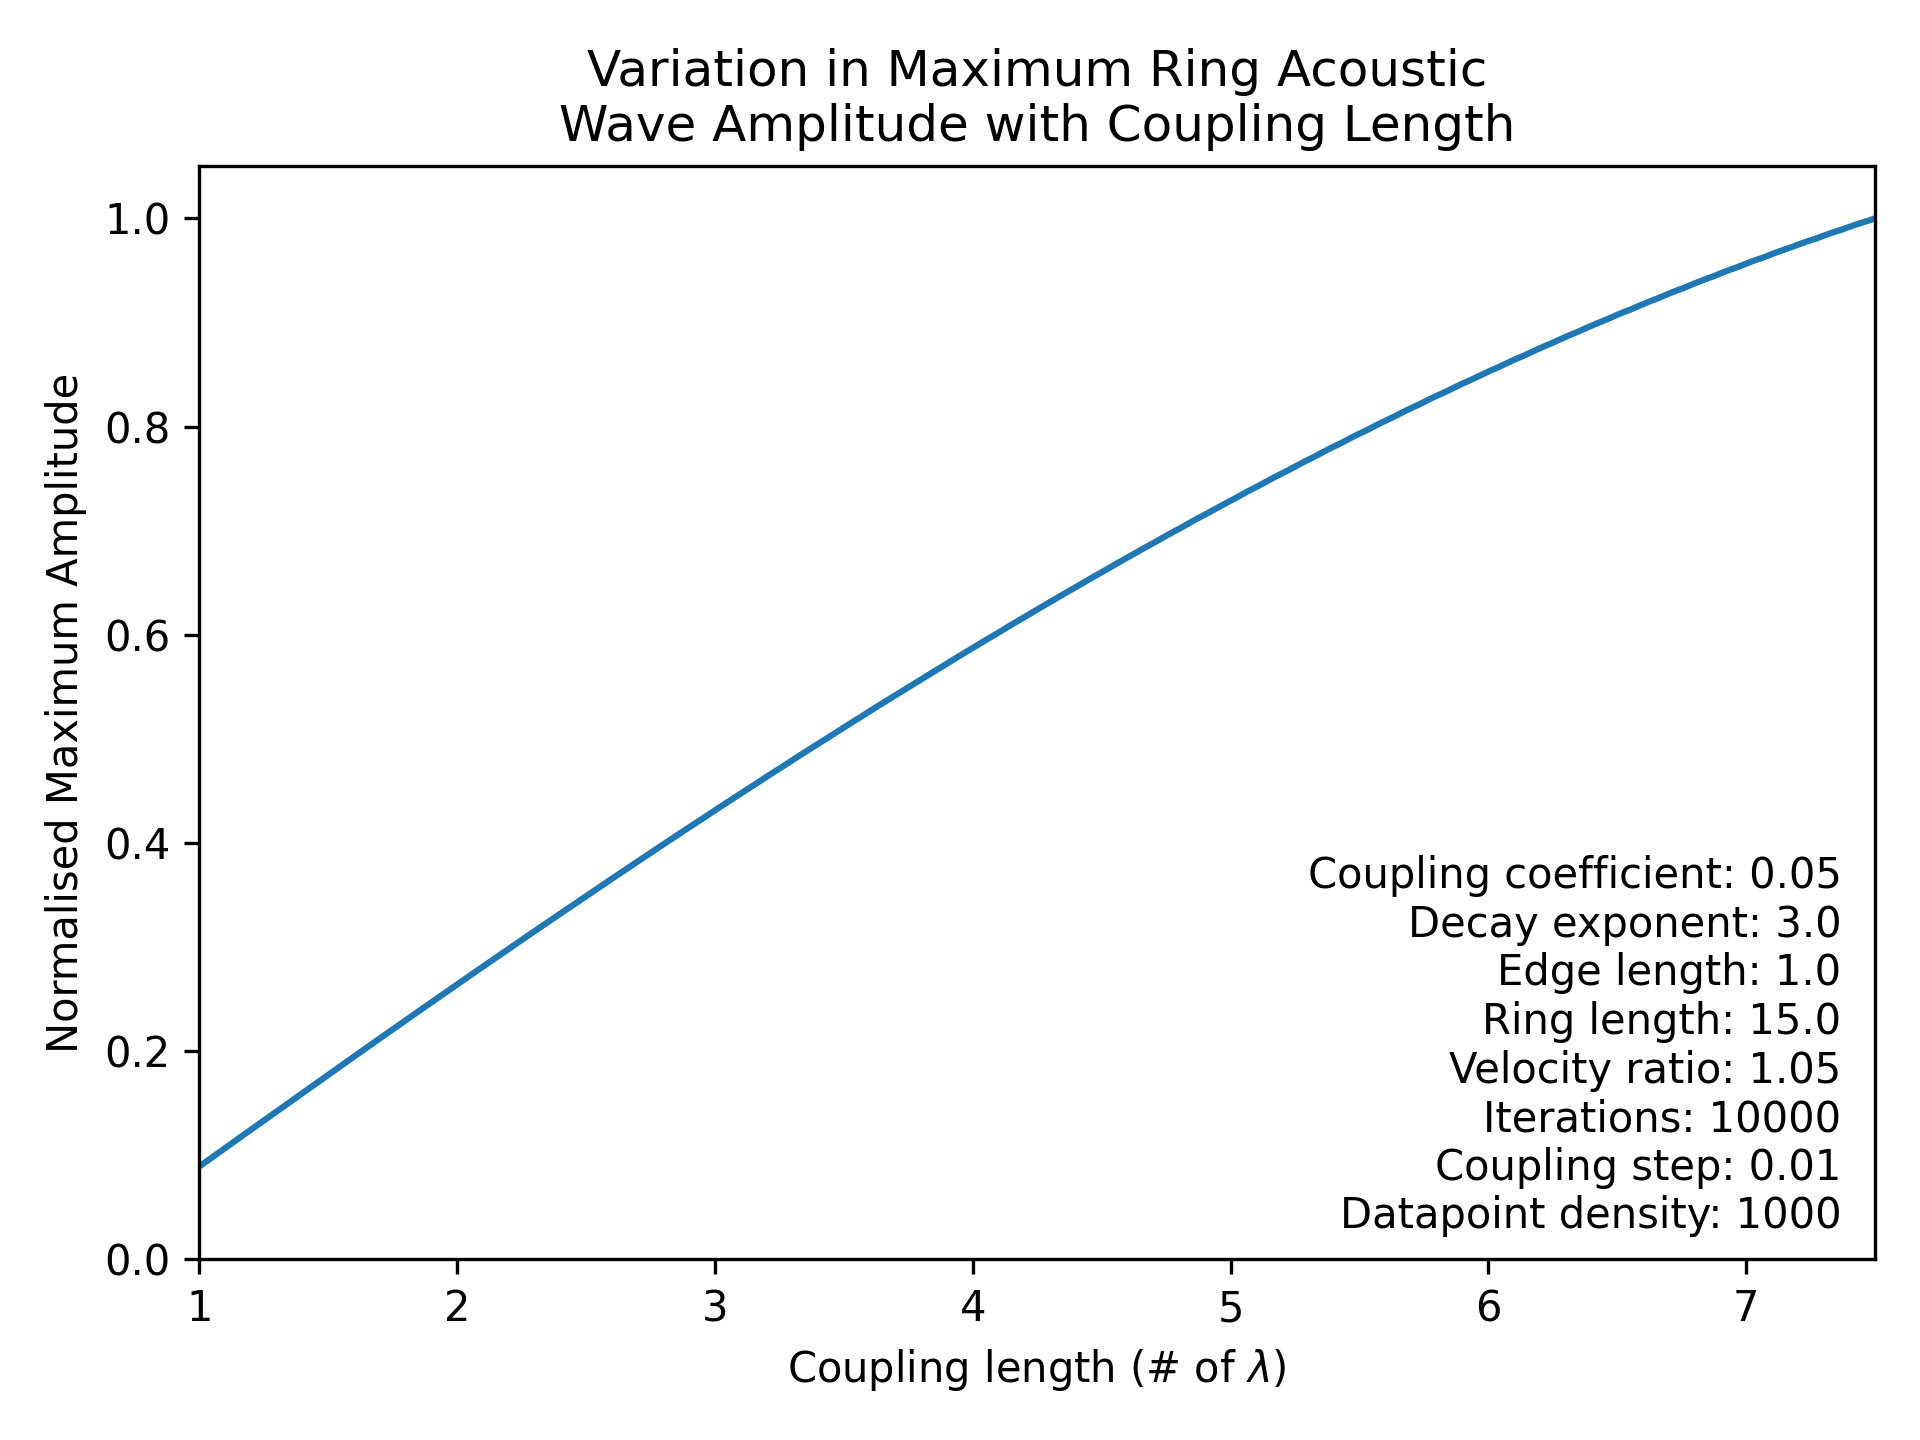 Variation in Maximum Ring Acoustic
Wave Amplitude with Coupling Length
Normalised Maximum Amplitude
1.0
0.8
0.6
0.4
0.2
0.0
Coupling coefficient: 0.05
Decay exponent: 3.0
Edge length: 1.0
Ring length: 15.0
Velocity ratio: 1.05
Iterations: 10000
Coupling step: 0.01
Datapoint density: 1000
1 2 3 4 5 6 7
Coupling length (# of λ)